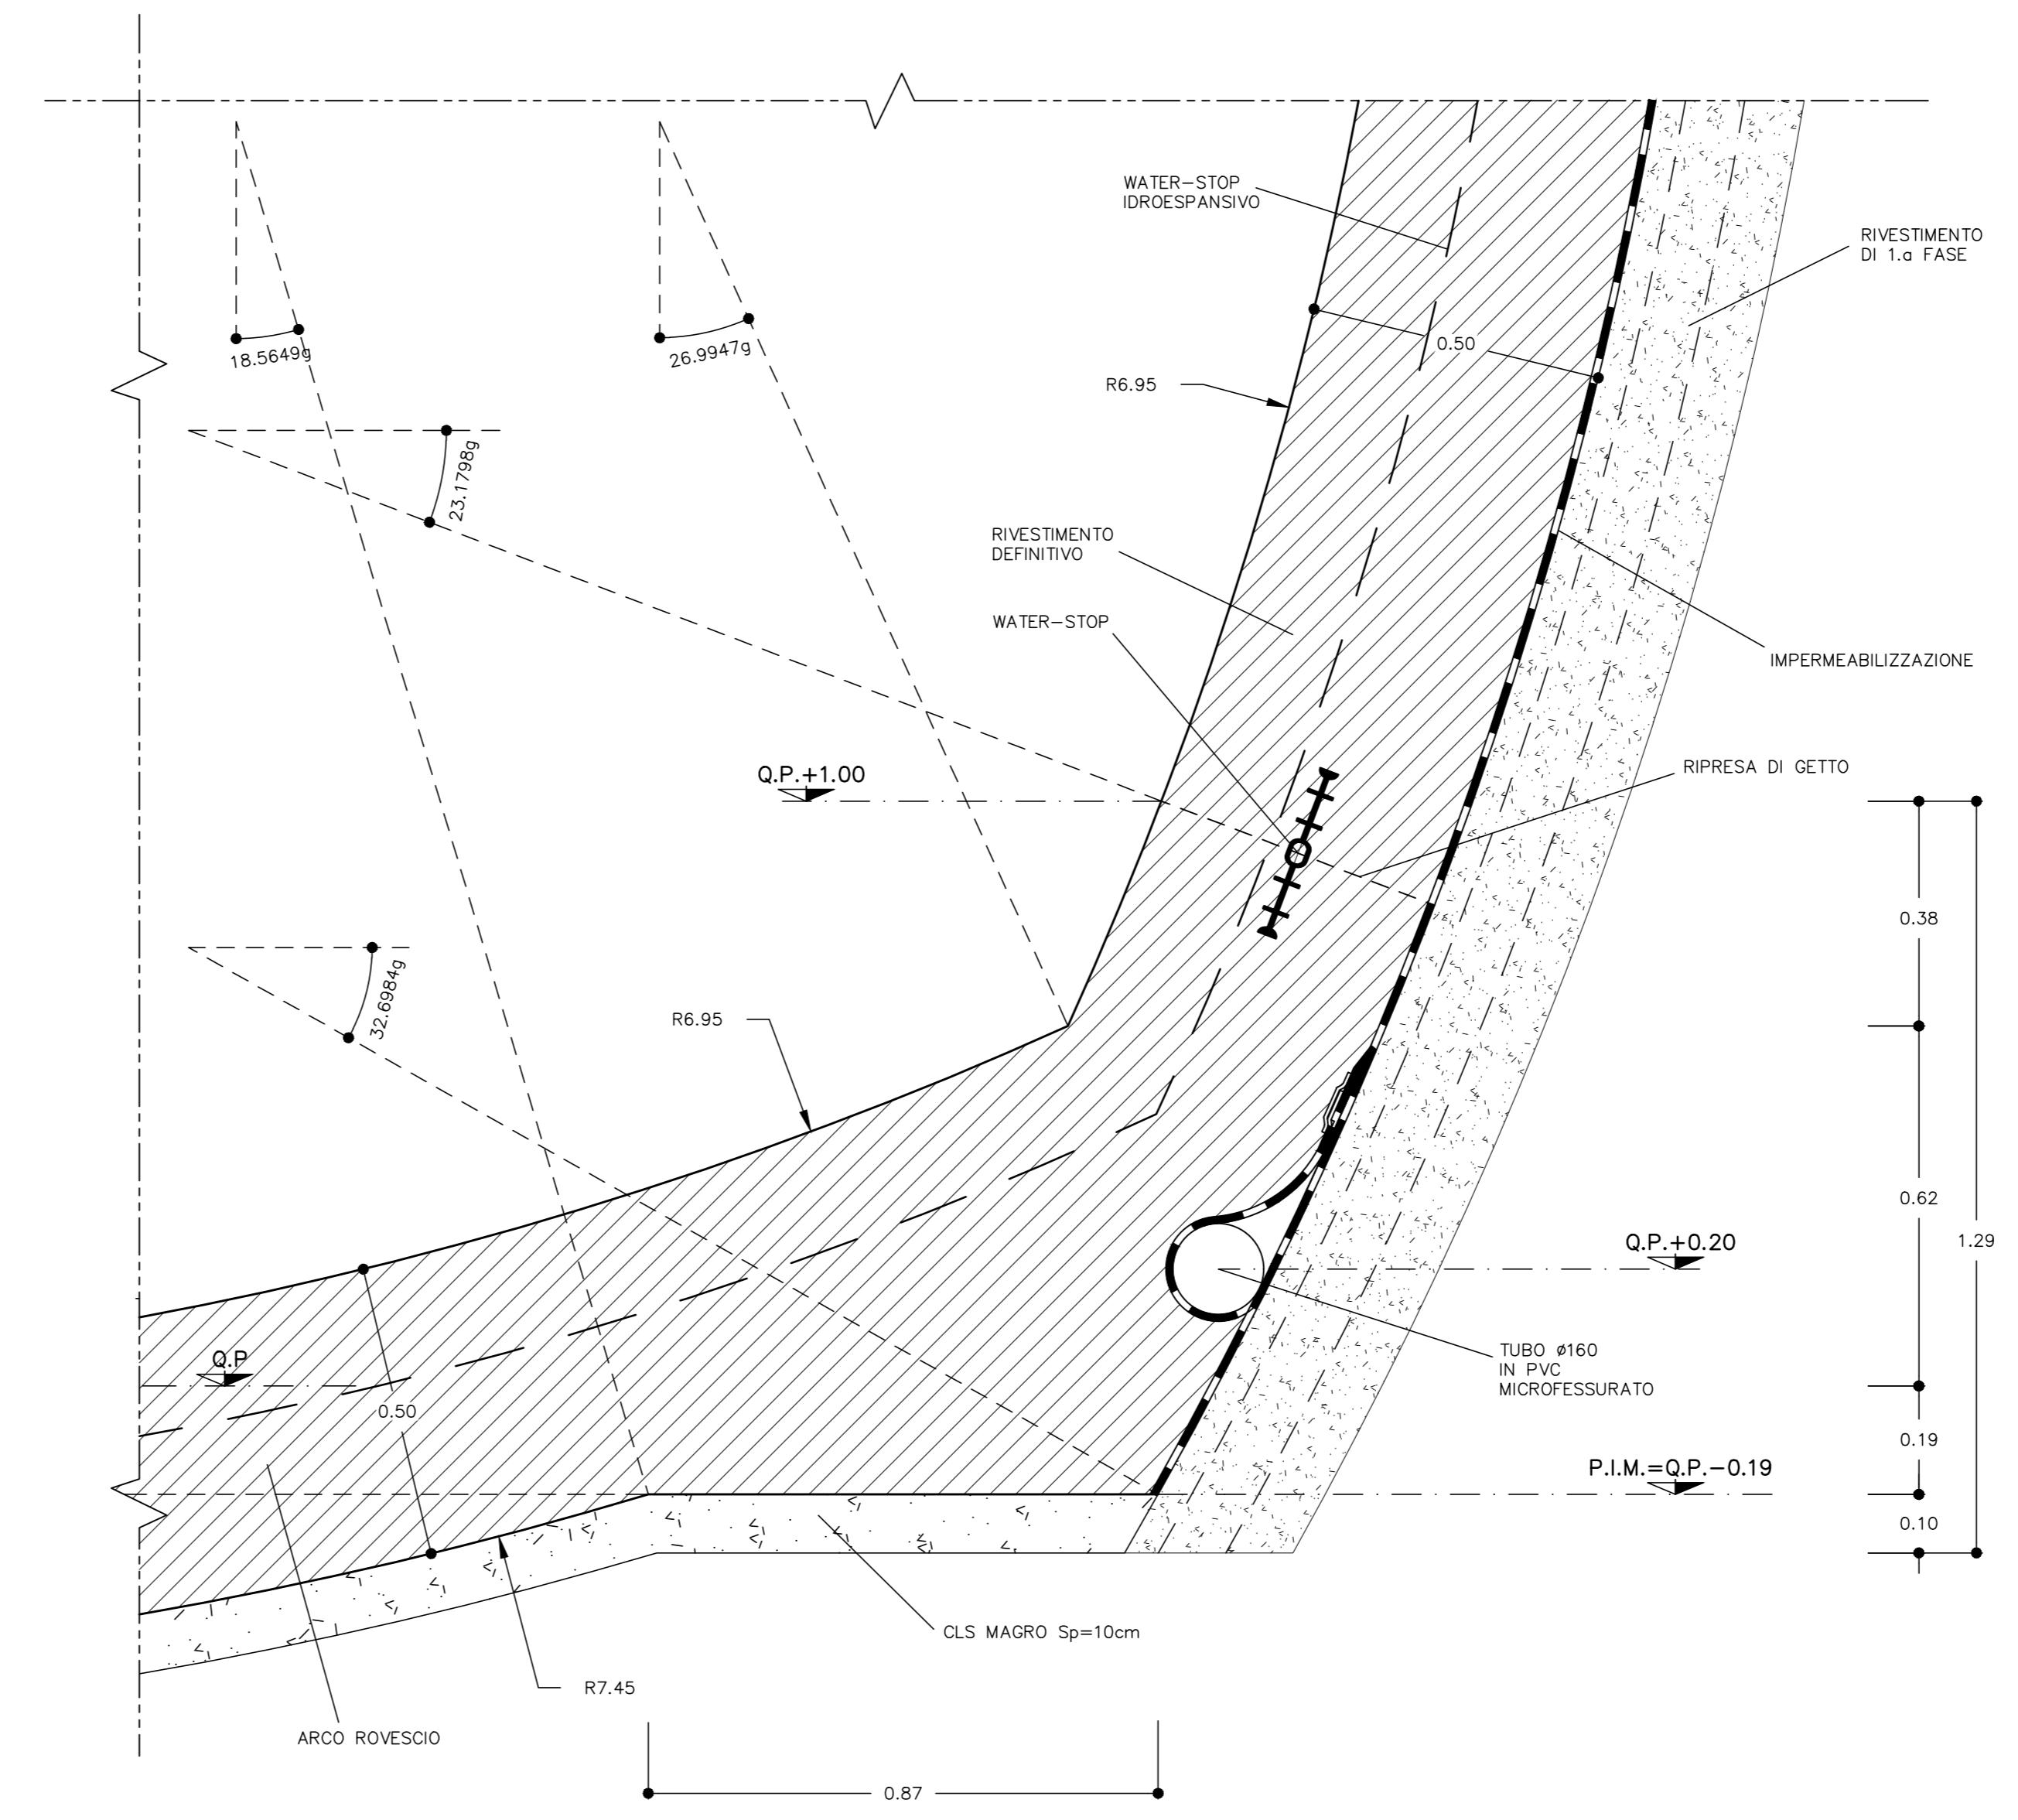 WATER-STOP
IDROESPANSIVO
RIVESTIMENTO
DI 1.a FASE
18.5649g
26.9947g
0.50
R6.95
23.1798g
RIVESTIMENTO
DEFINITIVO
WATER-STOP
IMPERMEABILIZZAZIONE
Q.P.+1.00
RIPRESA DI GETTO
0.38
32.6984g
R6.95
0.62
Q.P.+0.20
1.29
Q.P
TUBO ø160
IN PVC
MICROFESSURATO
0.50
0.19
P.I.M.=Q.P.-0.19
0.10
CLS MAGRO Sp=10cm
R7.45
ARCO ROVESCIO
0.87